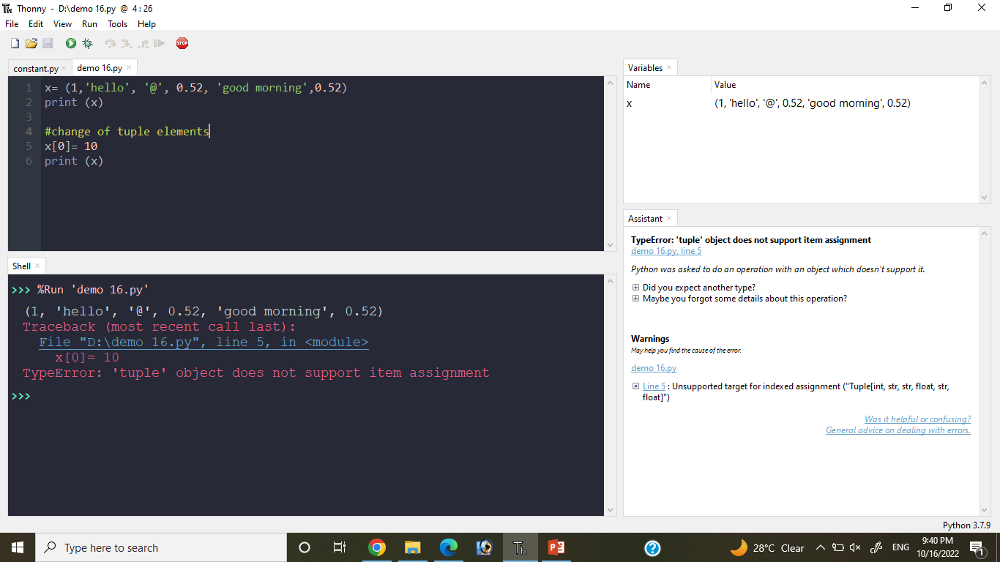 Thonny - D:\demo 16.py @ 4 : 26
File Edit View Run Tools Help
STOP
constant.py demo 16.py
1 x= (1,'hello', '@', 0.52, 'good morning',0.52)
2 print (x)
3
4 #change of tuple elements
5 x[0]= 10
6 print (x)
Shell
>>> %Run 'demo 16.py'
(1, 'hello', '@', 0.52, 'good morning', 0.52)
Traceback (most recent call last):
File "D:\demo 16.py", line 5, in <module>
x[0]= 10
TypeError: 'tuple' object does not support item assignment
>>>
Variables
Name Value
x (1, 'hello', '@', 0.52, 'good morning', 0.52)
Assistant
TypeError: 'tuple' object does not support item assignment
demo 16.py, line 5
Python was asked to do an operation with an object which doesn't support it.
Did you expect another type?
Maybe you forgot some details about this operation?
Warnings
May help you find the cause of the error.
demo 16.py
Line 5 : Unsupported target for indexed assignment ("Tuple[int, str, str, float, str,
float]")
Was it helpful or confusing?
General advice on dealing with errors.
Python 3.7.9
Type here to search
28°C Clear
ENG
9:40 PM
10/16/2022
1